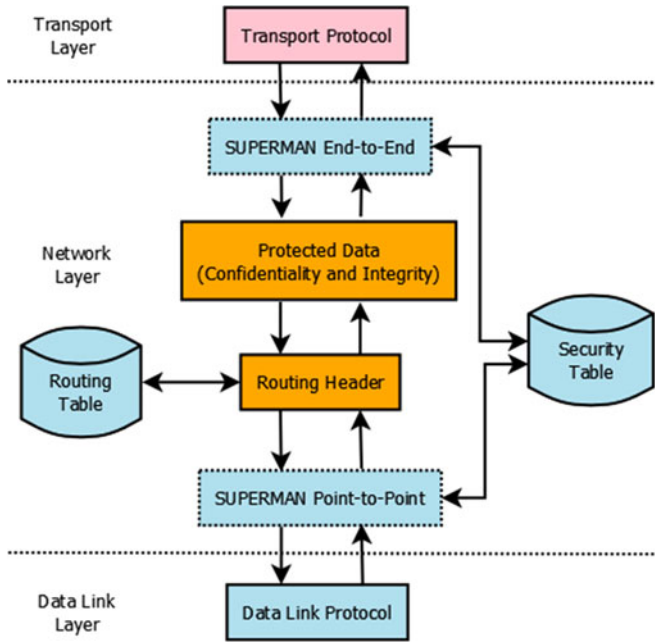 Transport
Layer
Transport Protocol
SUPERMAN End-to-End
Network
Layer
Protected Data
(Confidentiality and Integrity)
Routing
Table
Routing Header
Security
Table
SUPERMAN Point-to-Point
Data Link
Layer
Data Link Protocol